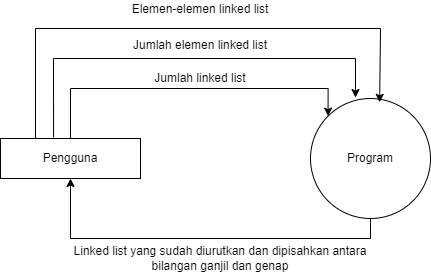 Elemen-elemen linked list
Jumlah elemen linked list
Jumlah linked list
Pengguna
Program
Linked list yang sudah diurutkan dan dipisahkan antara
bilangan ganjil dan genap